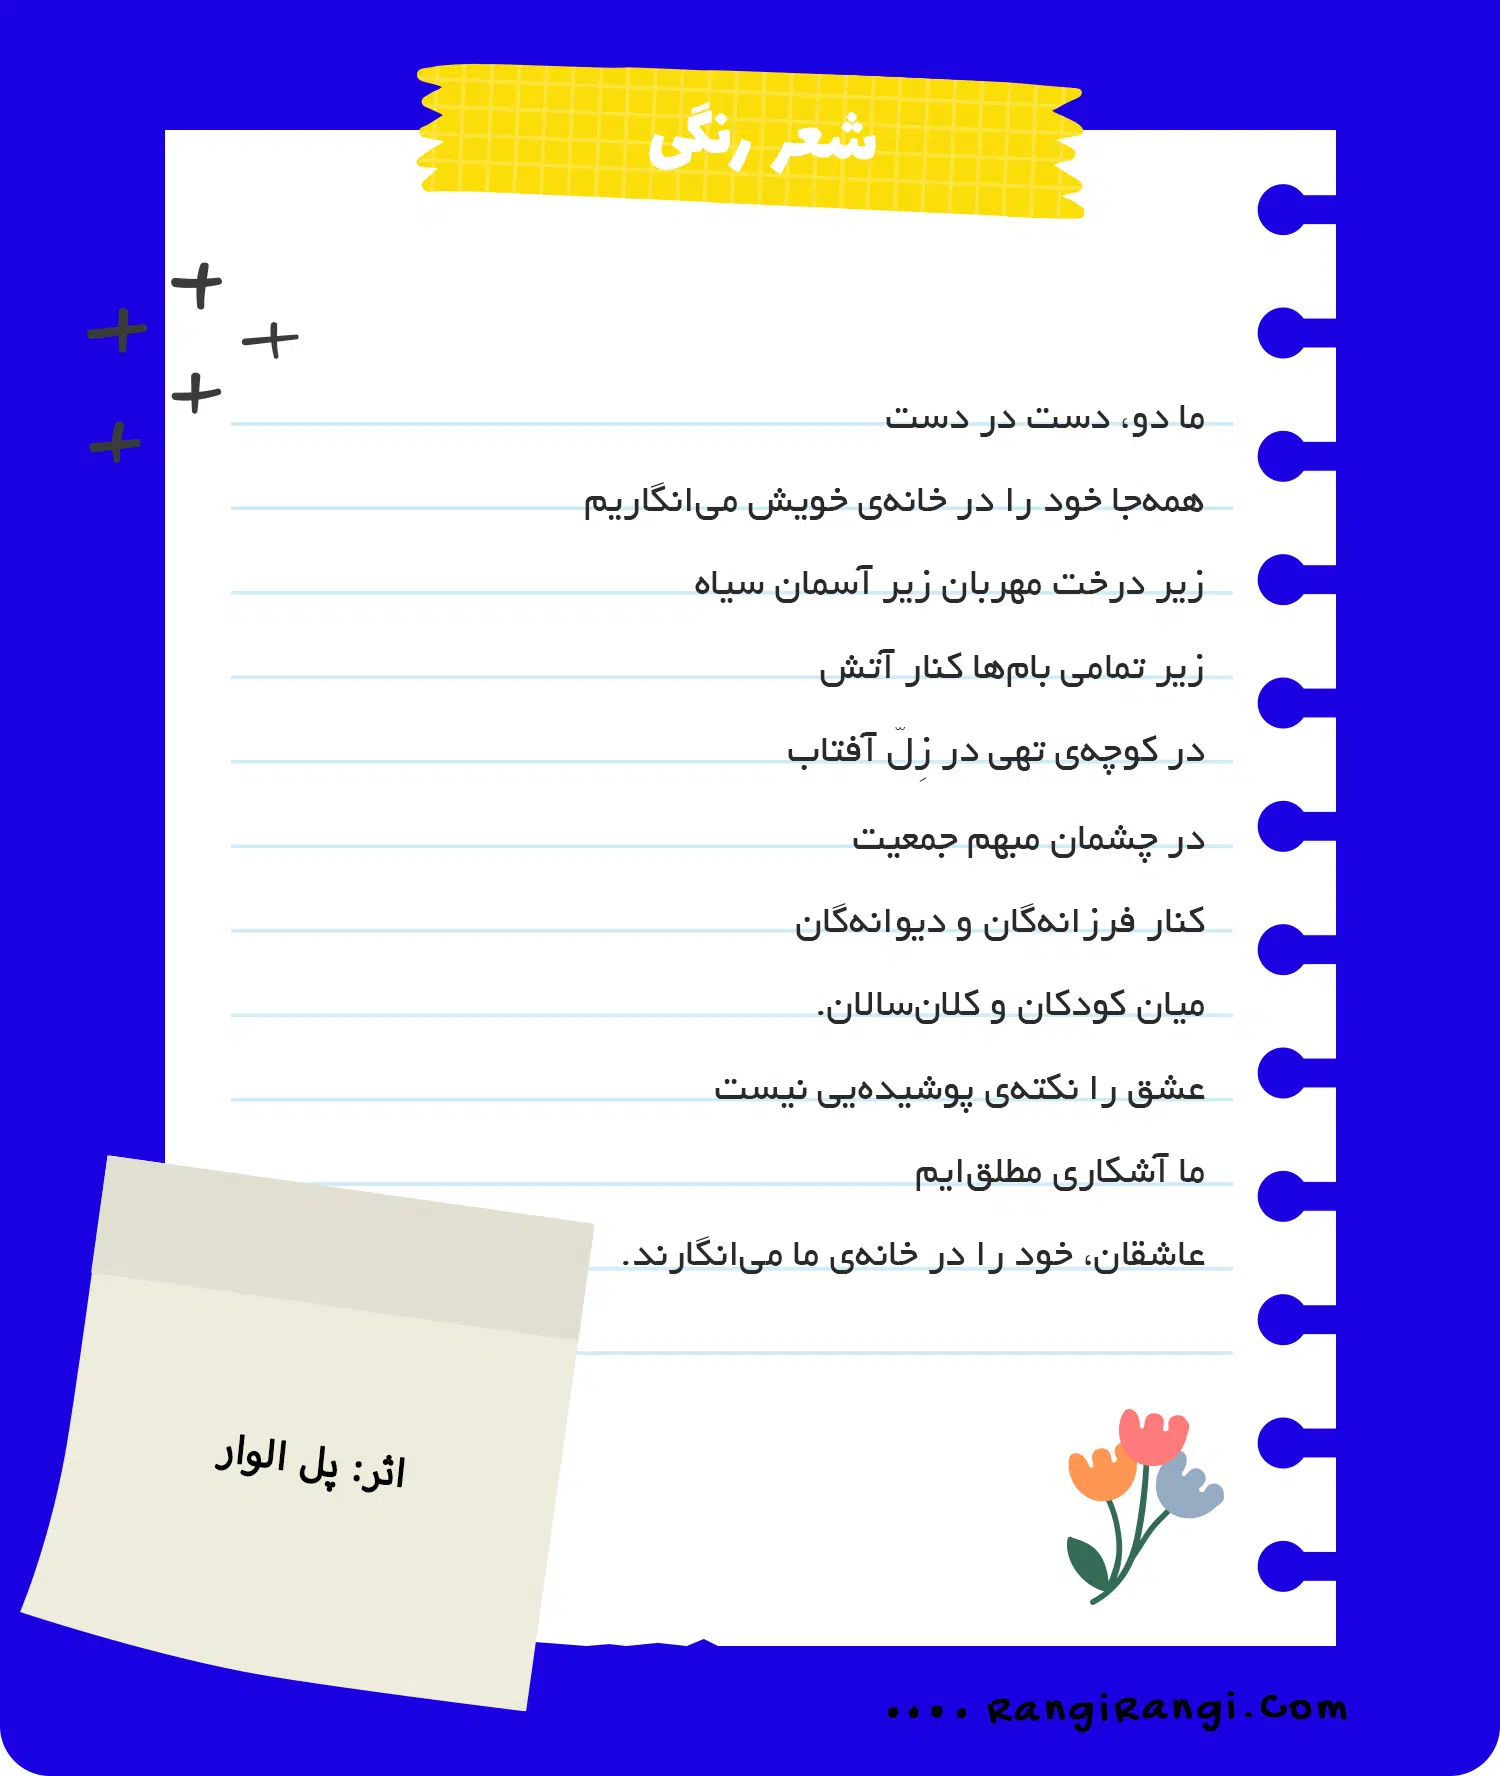 شعر رنگی
ما دو، دست در دست
همه‌جا خود را در خانه‌ی خویش می‌انگاریم
زیر درخت مهربان زیر آسمان سیاه
زیر تمامی بام‌ها کنار آتش
در کوچه‌ی تهی در زِلّ آفتاب
در چشمان مبهم جمعیت
کنار فرزانه‌گان و دیوانه‌گان
میان کودکان و کلان‌سالان.
عشق را نکته‌ی پوشیده‌یی نیست
ما آشکاری مطلق‌ایم
عاشقان، خود را در خانه‌ی ما می‌انگارند.
اثر: پل الوار
.... RangiRangi.com